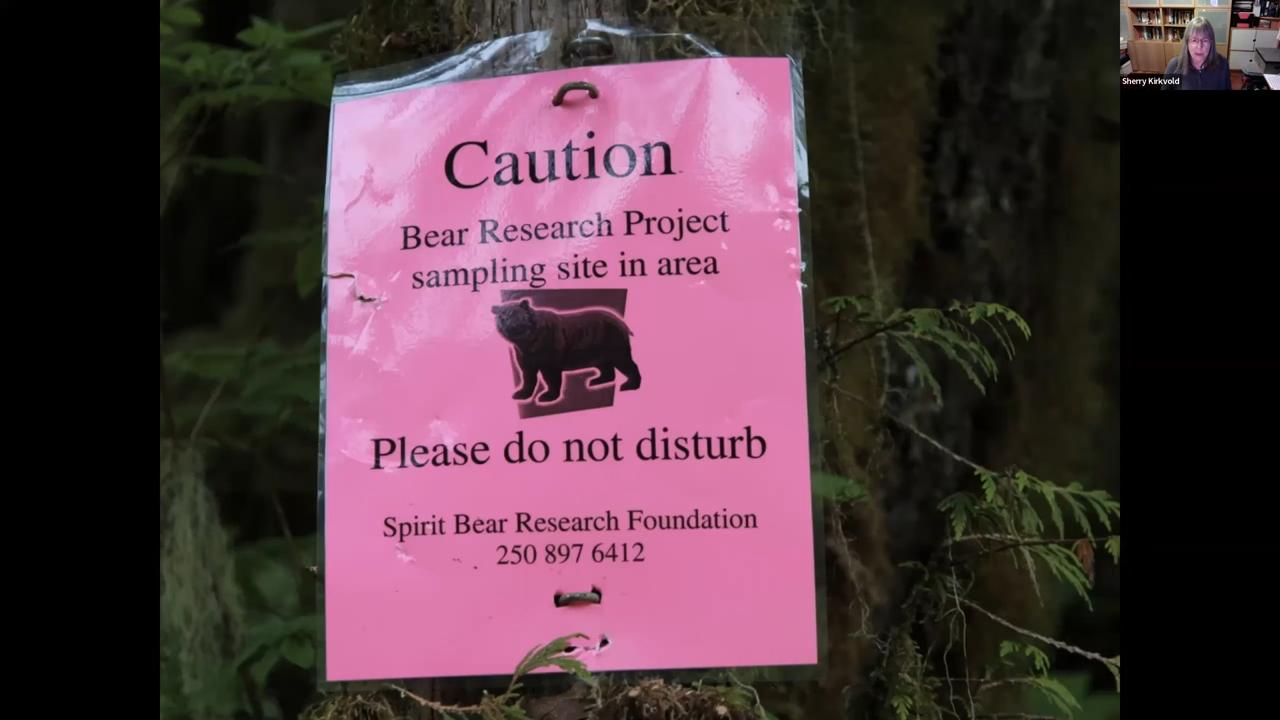 Caution
Bear Research Project
sampling site in area
Please do not disturb
Spirit Bear Research Foundation
250 897 6412
Sherry Kirkvold